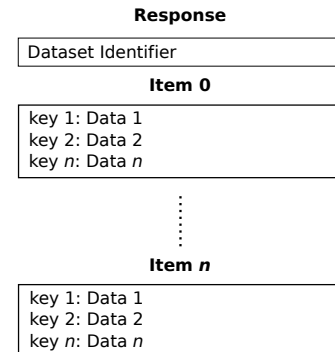 Response
Dataset Identifier
Item 0
key 1: Data 1
key 2: Data 2
key n: Data n
Item n
key 1: Data 1
key 2: Data 2
key n: Data n